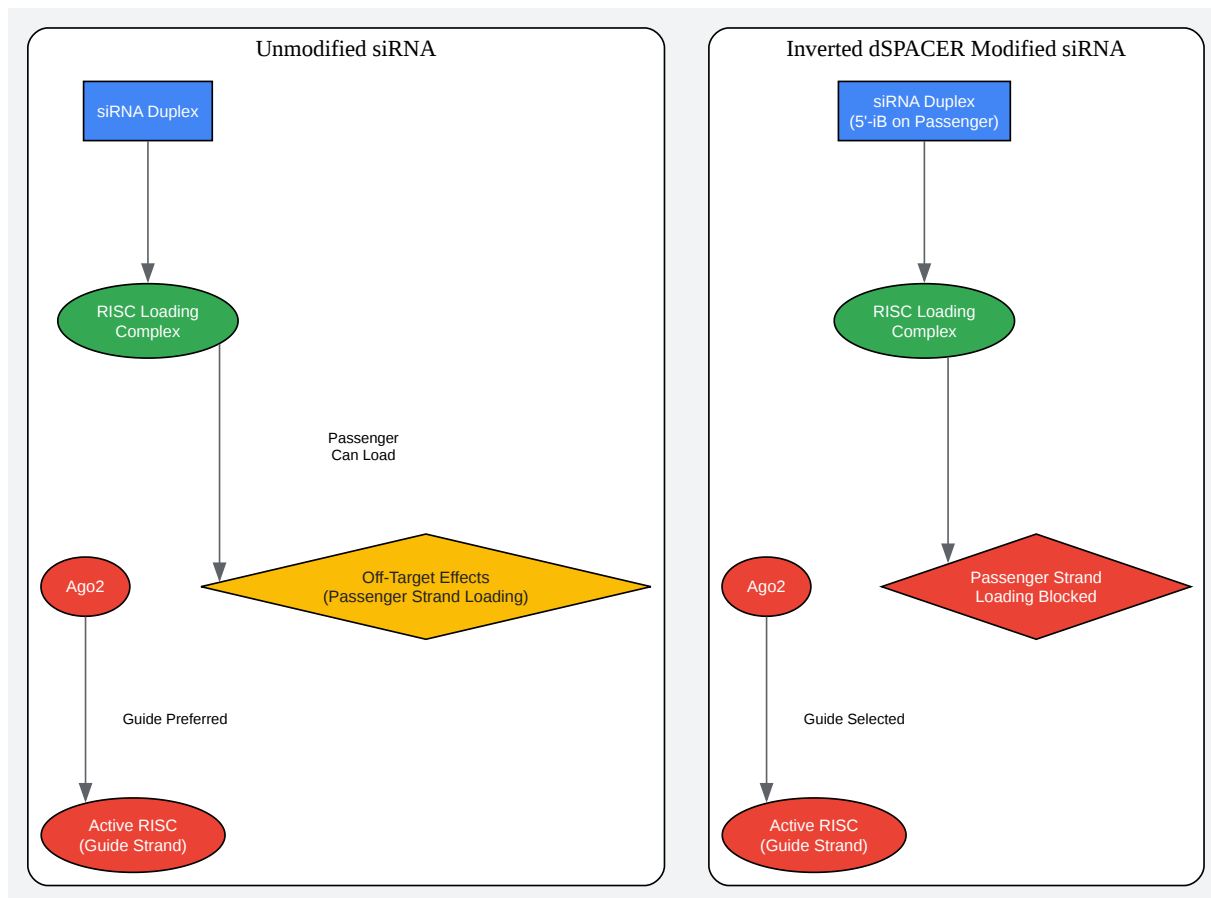 Unmodified siRNA
siRNA Duplex
RISC Loading
Complex
Passenger
Can Load
Ago2
Off-Target Effects
(Passenger Strand Loading)
Guide Preferred
Active RISC
(Guide Strand)
Inverted dSPACER Modified siRNA
siRNA Duplex
(5'-iB on Passenger)
RISC Loading
Complex
Ago2
Passenger Strand
Loading Blocked
Guide Selected
Active RISC
(Guide Strand)